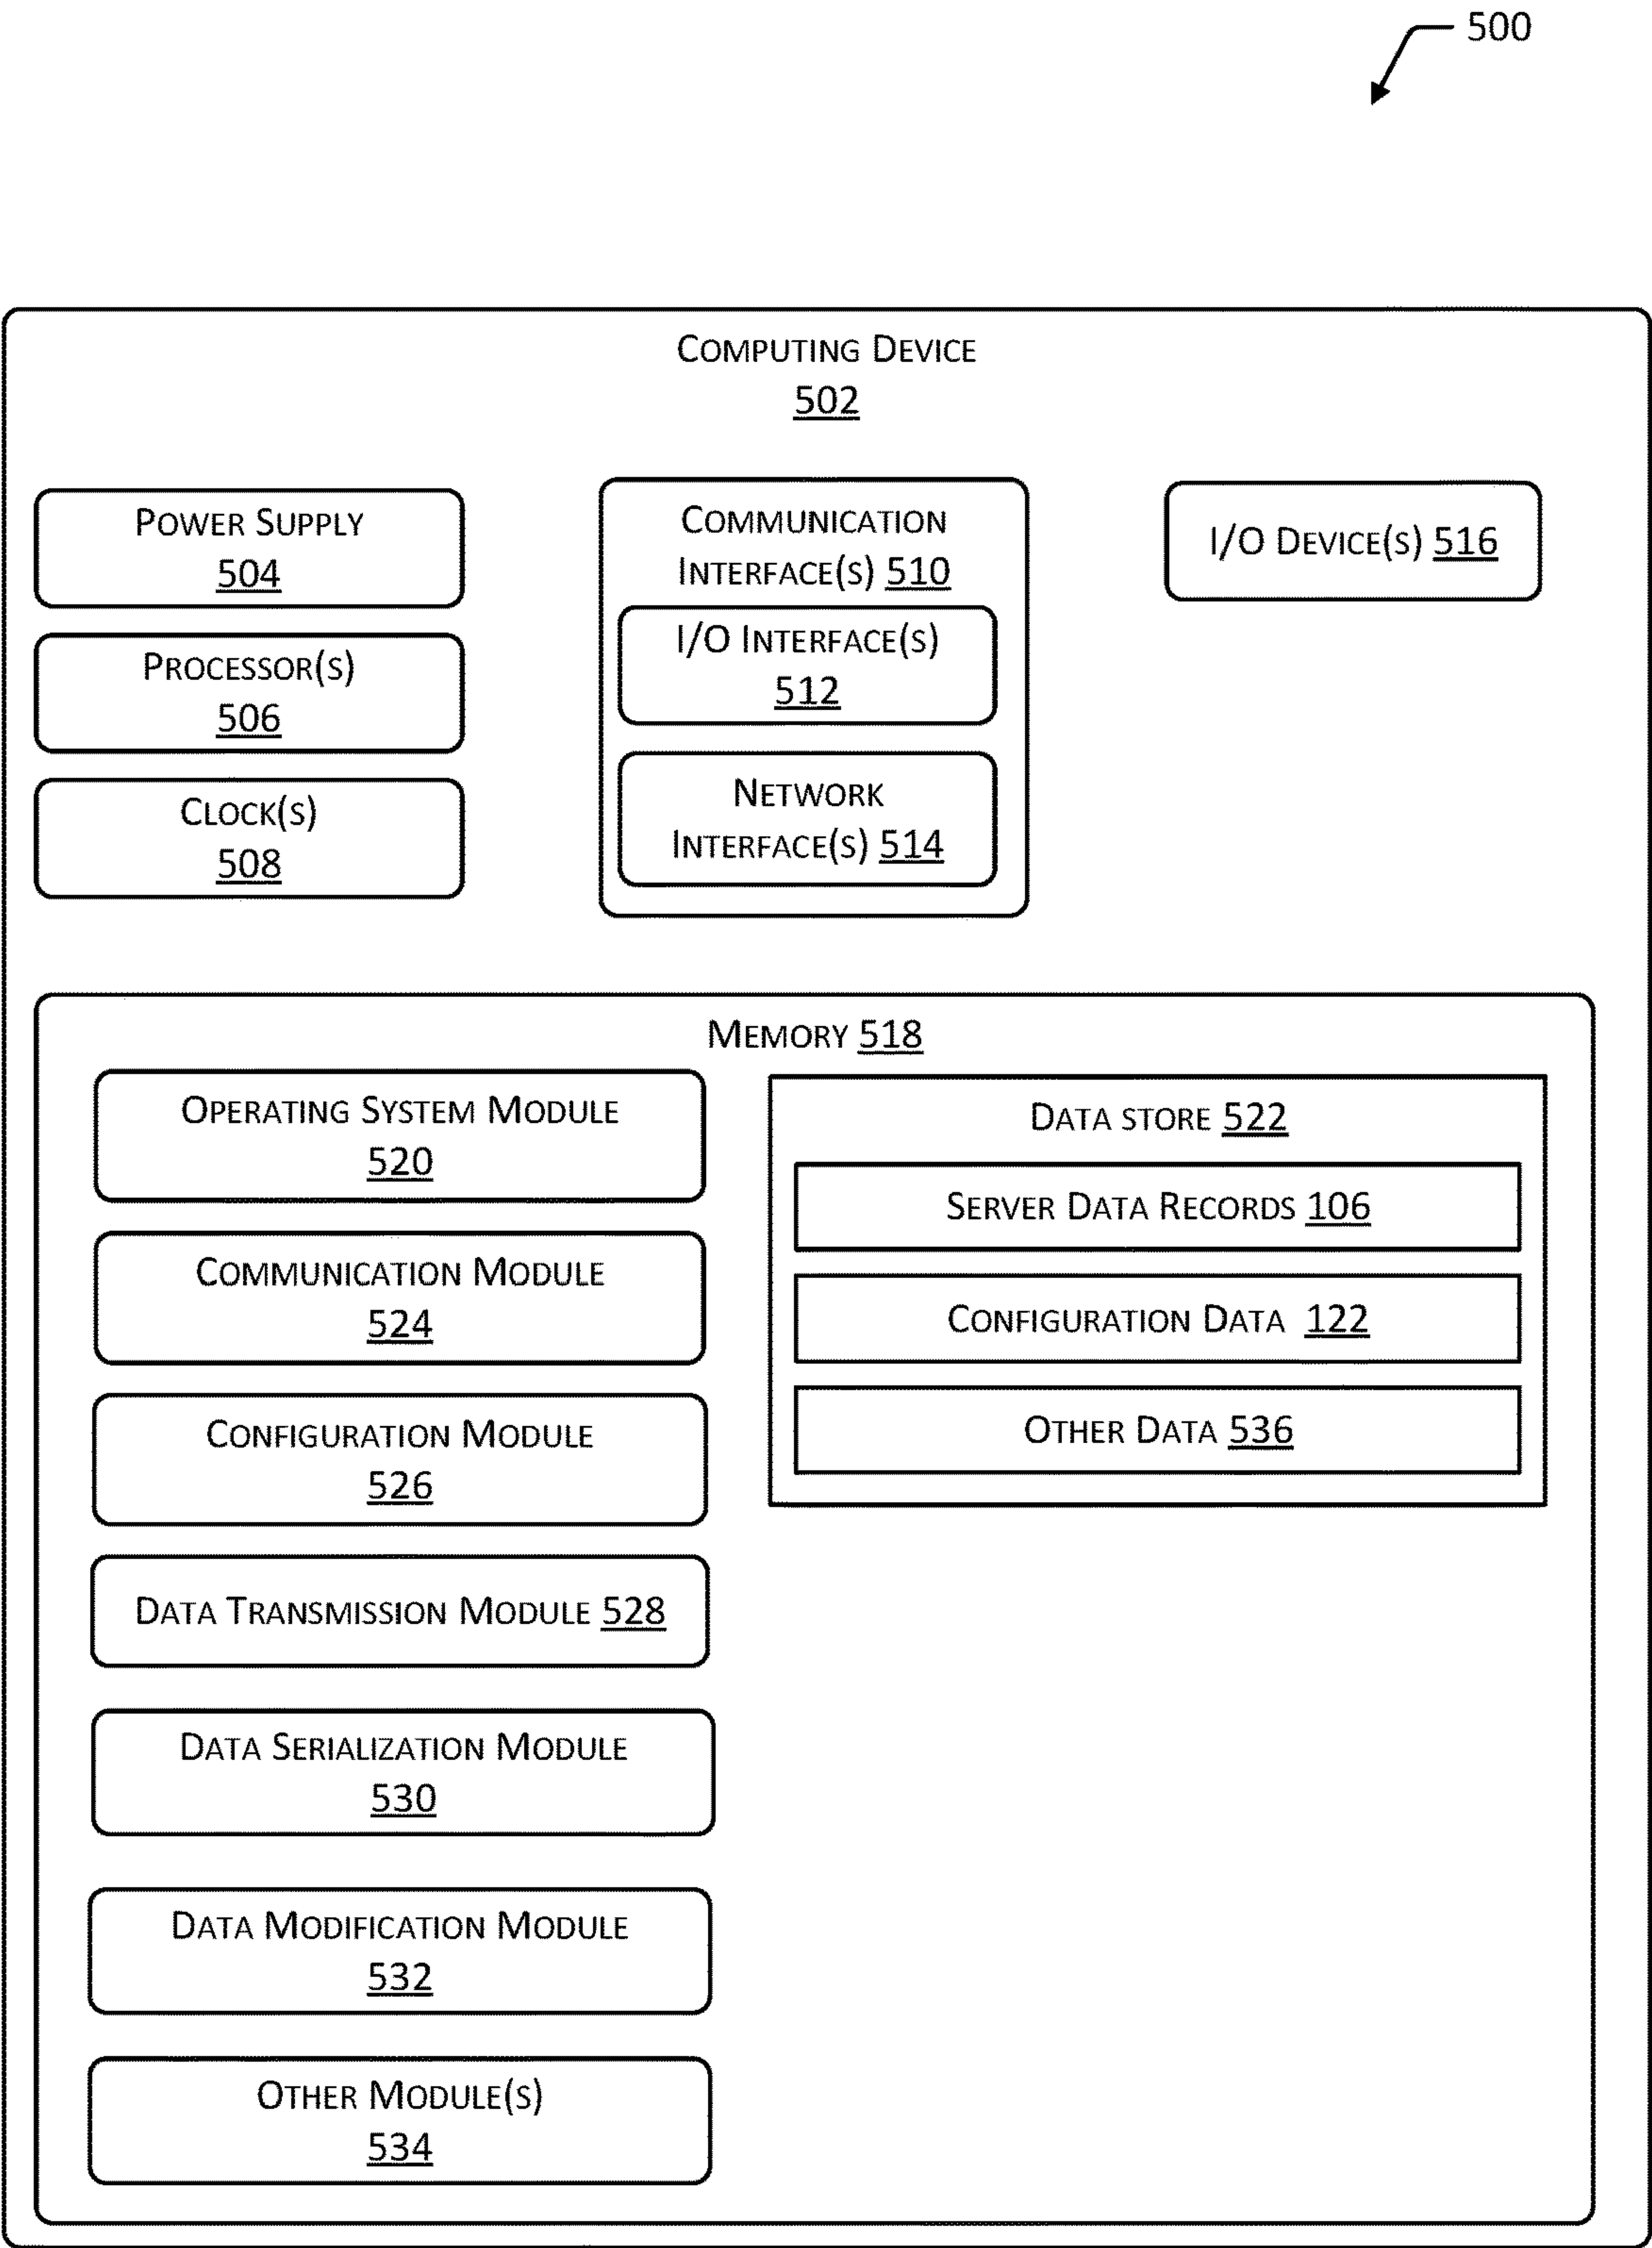 500
COMPUTING DEVICE
502
POWER SUPPLY
504
PROCESSOR(S)
506
CLOCK(S)
508
COMMUNICATION
INTERFACE(S) 510
I/O INTERFACE(S)
512
NETWORK
INTERFACE(S) 514
I/O DEVICE(S) 516
MEMORY 518
OPERATING SYSTEM MODULE
520
COMMUNICATION MODULE
524
CONFIGURATION MODULE
526
DATA TRANSMISSION MODULE 528
DATA SERIALIZATION MODULE
530
DATA MODIFICATION MODULE
532
OTHER MODULE(S)
534
DATA STORE 522
SERVER DATA RECORDS 106
CONFIGURATION DATA 122
OTHER DATA 536